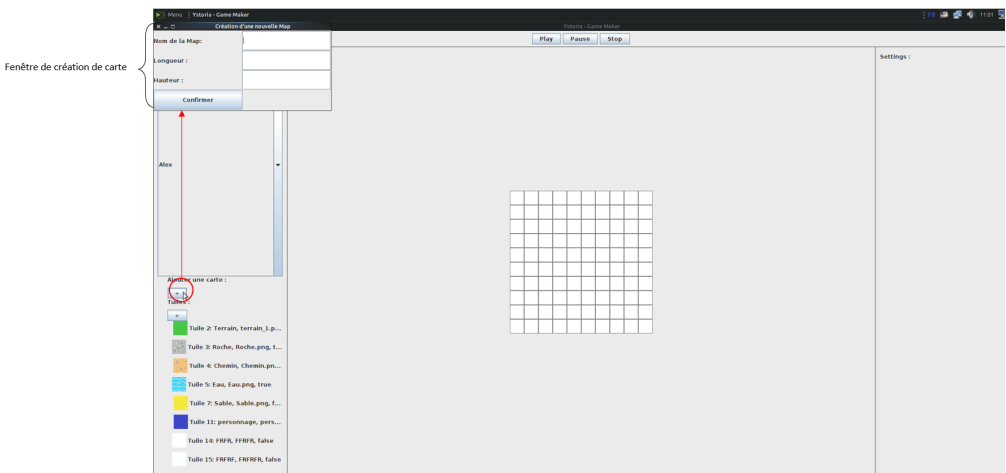 Menu Ystoria - Game Maker
FR 11:01
Création d'une nouvelle Map
Ystoria - Game Maker
Nom de la Map:
Play Pause Stop
Settings :
Longueur :
Fenêtre de création de carte
Hauteur :
Confirmer
Alex
Ajouter une carte :
+
Tuiles :
+
Tuile 2: Terrain, terrain_1.p...
Tuile 3: Roche, Roche.png, t...
Tuile 4: Chemin, Chemin.pn...
Tuile 5: Eau, Eau.png, true
Tuile 7: Sable, Sable.png, f...
Tuile 11: personnage, pers...
Tuile 14: FRFR, FFRFR, false
Tuile 15: FRFRF, FRFRFR, false